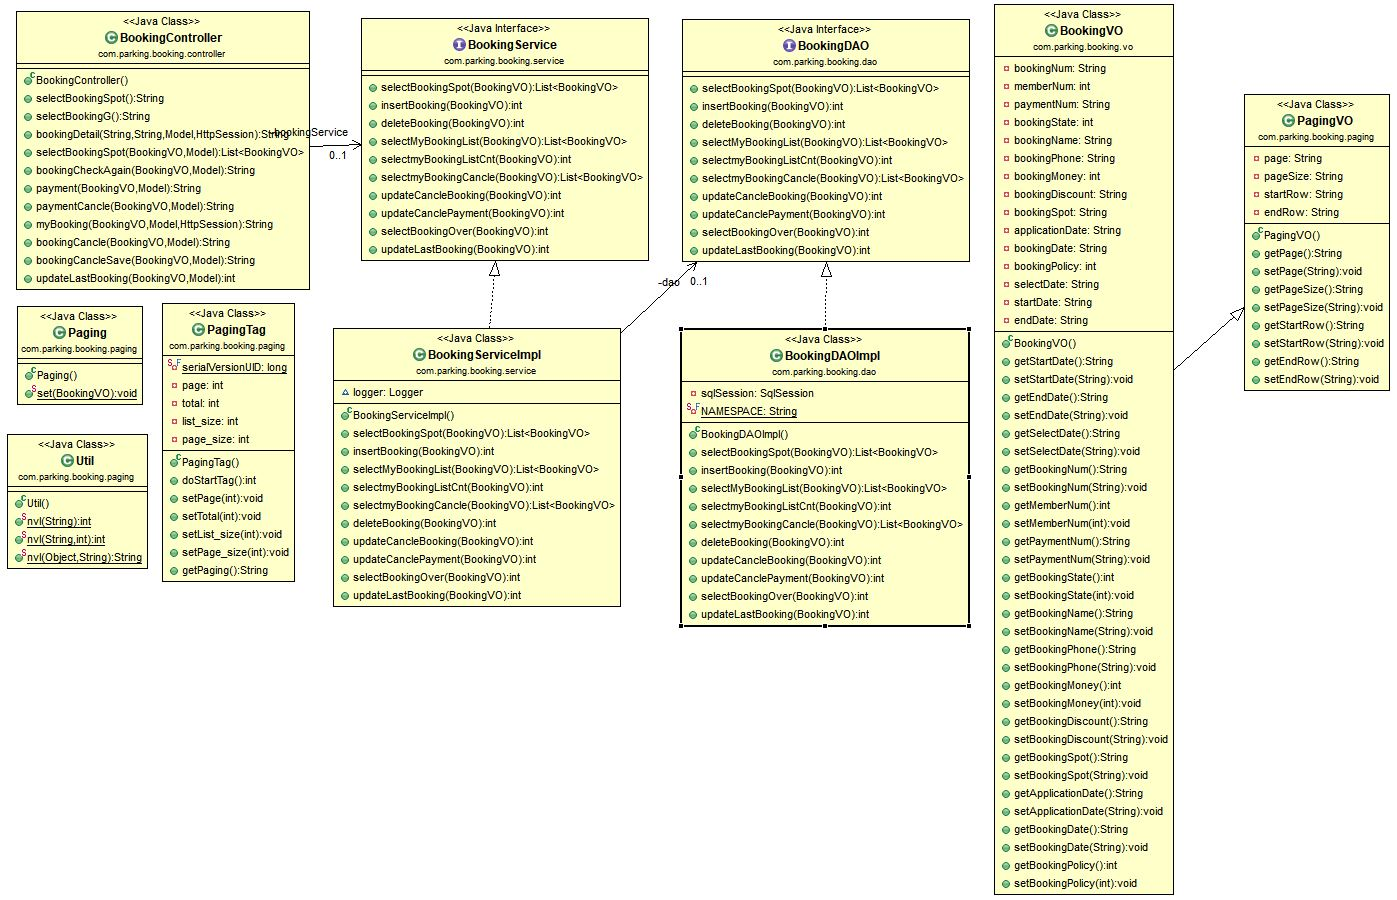 <<Java Class>>
BookingController
com.parking.booking.controller
BookingController()
selectBookingSpot():String
selectBookingG():String
bookingDetail(String,String,Model,HttpSession):String
selectBookingSpot(BookingVO,Model):List<BookingVO>
bookingCheckAgain(BookingVO,Model):String
payment(BookingVO,Model):String
paymentCancle(BookingVO,Model):String
myBooking(BookingVO,Model,HttpSession):String
bookingCancle(BookingVO,Model):String
bookingCancleSave(BookingVO,Model):String
updateLastBooking(BookingVO,Model):int
~bookingService
0..1
<<Java Interface>>
BookingService
com.parking.booking.service
selectBookingSpot(BookingVO):List<BookingVO>
insertBooking(BookingVO):int
deleteBooking(BookingVO):int
selectMyBookingList(BookingVO):List<BookingVO>
selectmyBookingListCnt(BookingVO):int
selectmyBookingCancle(BookingVO):List<BookingVO>
updateCancleBooking(BookingVO):int
updateCanclePayment(BookingVO):int
selectBookingOver(BookingVO):int
updateLastBooking(BookingVO):int
<<Java Interface>>
BookingDAO
com.parking.booking.dao
selectBookingSpot(BookingVO):List<BookingVO>
insertBooking(BookingVO):int
deleteBooking(BookingVO):int
selectMyBookingList(BookingVO):List<BookingVO>
selectmyBookingListCnt(BookingVO):int
selectmyBookingCancle(BookingVO):List<BookingVO>
updateCancleBooking(BookingVO):int
updateCanclePayment(BookingVO):int
selectBookingOver(BookingVO):int
updateLastBooking(BookingVO):int
-dao
0..1
<<Java Class>>
BookingVO
com.parking.booking.vo
bookingNum: String
memberNum: int
paymentNum: String
bookingState: int
bookingName: String
bookingPhone: String
bookingMoney: int
bookingDiscount: String
bookingSpot: String
applicationDate: String
bookingDate: String
bookingPolicy: int
selectDate: String
startDate: String
endDate: String
BookingVO()
getStartDate():String
setStartDate(String):void
getEndDate():String
setEndDate(String):void
getSelectDate():String
setSelectDate(String):void
getBookingNum():String
setBookingNum(String):void
getMemberNum():int
setMemberNum(int):void
getPaymentNum():String
setPaymentNum(String):void
getBookingState():int
setBookingState(int):void
getBookingName():String
setBookingName(String):void
getBookingPhone():String
setBookingPhone(String):void
getBookingMoney():int
setBookingMoney(int):void
getBookingDiscount():String
setBookingDiscount(String):void
getBookingSpot():String
setBookingSpot(String):void
getApplicationDate():String
setApplicationDate(String):void
getBookingDate():String
setBookingDate(String):void
getBookingPolicy():int
setBookingPolicy(int):void
<<Java Class>>
PagingVO
com.parking.booking.paging
page: String
pageSize: String
startRow: String
endRow: String
PagingVO()
getPage():String
setPage(String):void
getPageSize():String
setPageSize(String):void
getStartRow():String
setStartRow(String):void
getEndRow():String
setEndRow(String):void
<<Java Class>>
Paging
com.parking.booking.paging
Paging()
set(BookingVO):void
<<Java Class>>
PagingTag
com.parking.booking.paging
serialVersionUID: long
page: int
total: int
list_size: int
page_size: int
PagingTag()
doStartTag():int
setPage(int):void
setTotal(int):void
setList_size(int):void
setPage_size(int):void
getPaging():String
<<Java Class>>
Util
com.parking.booking.paging
Util()
nvl(String):int
nvl(String,int):int
nvl(Object,String):String
<<Java Class>>
BookingServiceImpl
com.parking.booking.service
logger: Logger
BookingServiceImpl()
selectBookingSpot(BookingVO):List<BookingVO>
insertBooking(BookingVO):int
selectMyBookingList(BookingVO):List<BookingVO>
selectmyBookingListCnt(BookingVO):int
selectmyBookingCancle(BookingVO):List<BookingVO>
deleteBooking(BookingVO):int
updateCancleBooking(BookingVO):int
updateCanclePayment(BookingVO):int
selectBookingOver(BookingVO):int
updateLastBooking(BookingVO):int
<<Java Class>>
BookingDAOImpl
com.parking.booking.dao
sqlSession: SqlSession
NAMESPACE: String
BookingDAOImpl()
selectBookingSpot(BookingVO):List<BookingVO>
insertBooking(BookingVO):int
selectMyBookingList(BookingVO):List<BookingVO>
selectmyBookingListCnt(BookingVO):int
selectmyBookingCancle(BookingVO):List<BookingVO>
deleteBooking(BookingVO):int
updateCancleBooking(BookingVO):int
updateCanclePayment(BookingVO):int
selectBookingOver(BookingVO):int
updateLastBooking(BookingVO):int